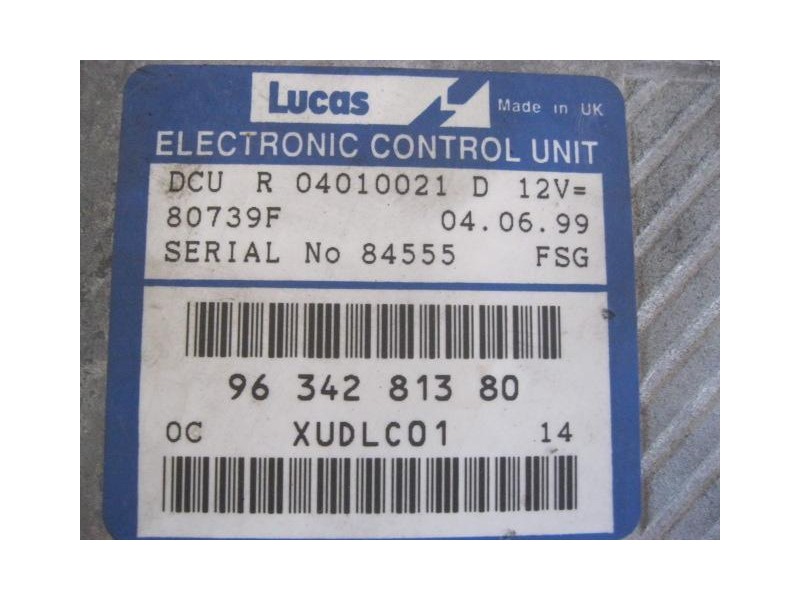 Lucas Made in UK
ELECTRONIC CONTROL UNIT
DCU R 04010021 D 12V=
80739F 04.06.99
SERIAL No 84555 FSG
96 342 813 80
OC XUDLC01 14